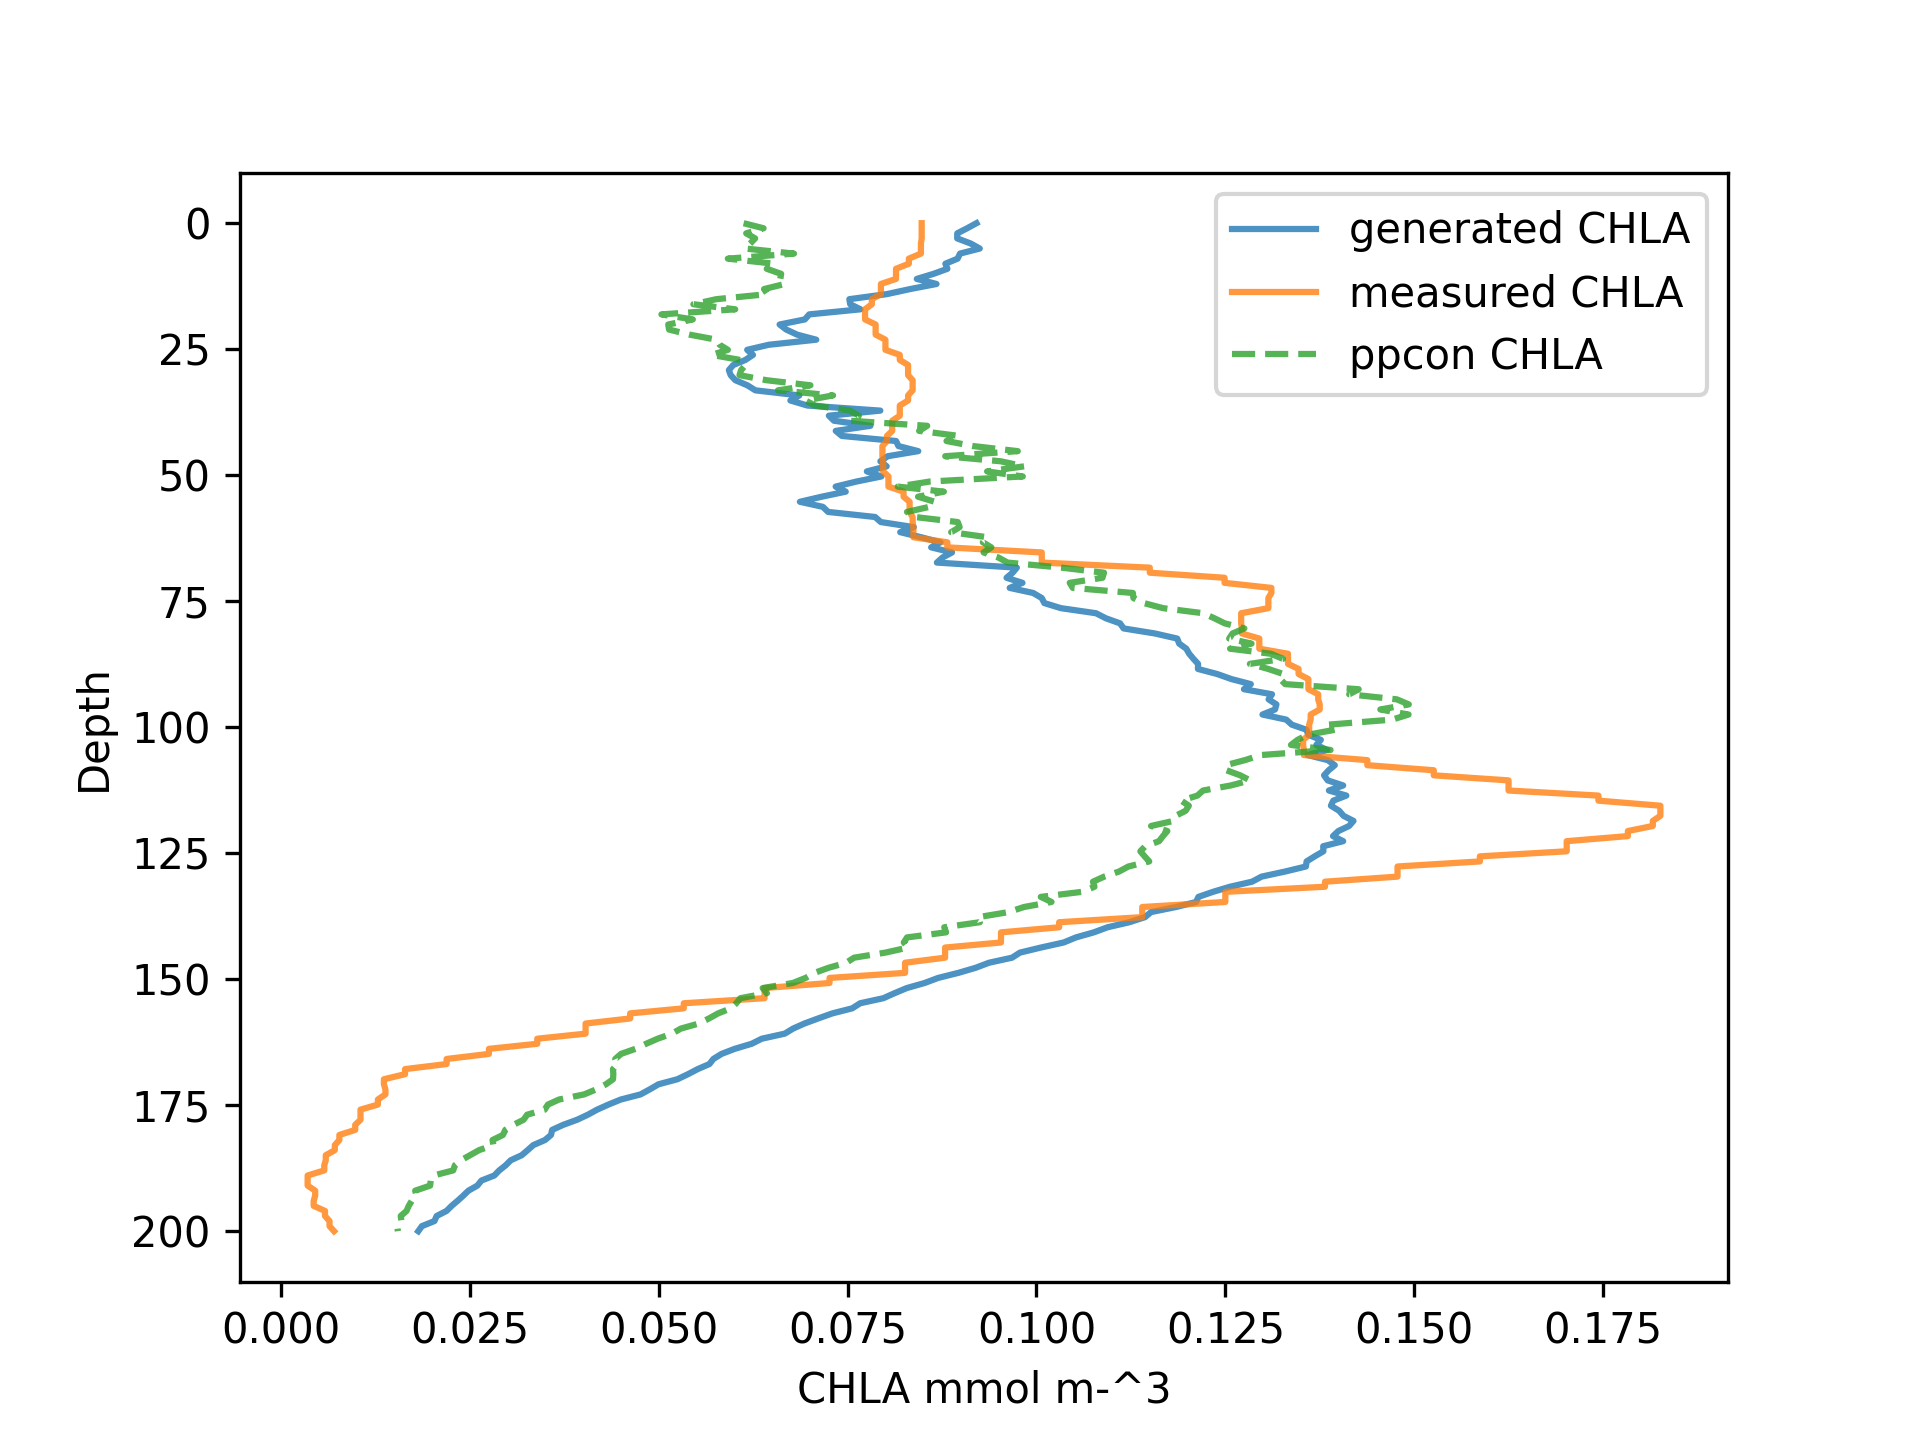 generated CHLA
measured CHLA
ppcon CHLA
0
25
50
75
100
125
150
175
200
Depth
0.000 0.025 0.050 0.075 0.100 0.125 0.150 0.175
CHLA mmol m-^3